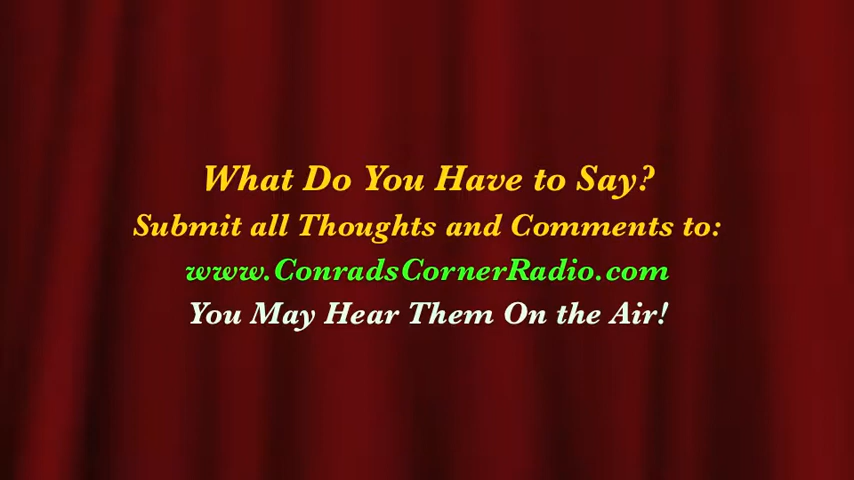 What Do You Have to Say?
Submit all Thoughts and Comments to:
www.ConradsCornerRadio.com
You May Hear Them On the Air!